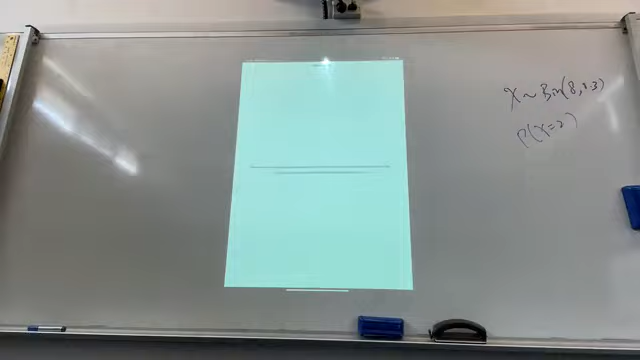 X ~ Bin(8, 0.3)
P(X=2)